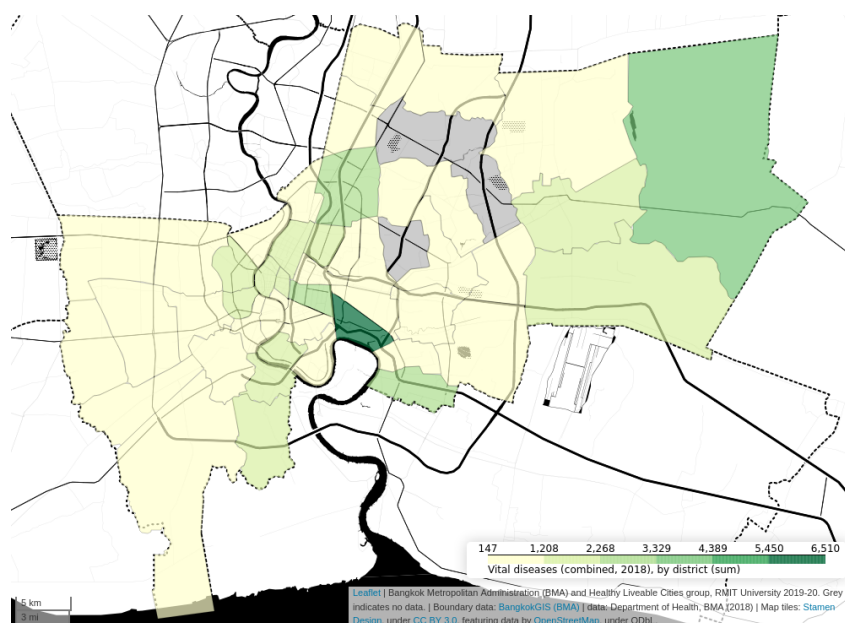 147 1,208 2,268 3,329 4,389 5,450 6,510
Vital diseases (combined, 2018), by district (sum)
5 km
3 mi
Leaflet | Bangkok Metropolitan Administration (BMA) and Healthy Liveable Cities group, RMIT University 2019-20. Grey
indicates no data. | Boundary data: BangkokGIS (BMA) | data: Department of Health, BMA (2018) | Map tiles: Stamen
Design, under CC BY 3.0, featuring data by OpenStreetMap, under ODbL